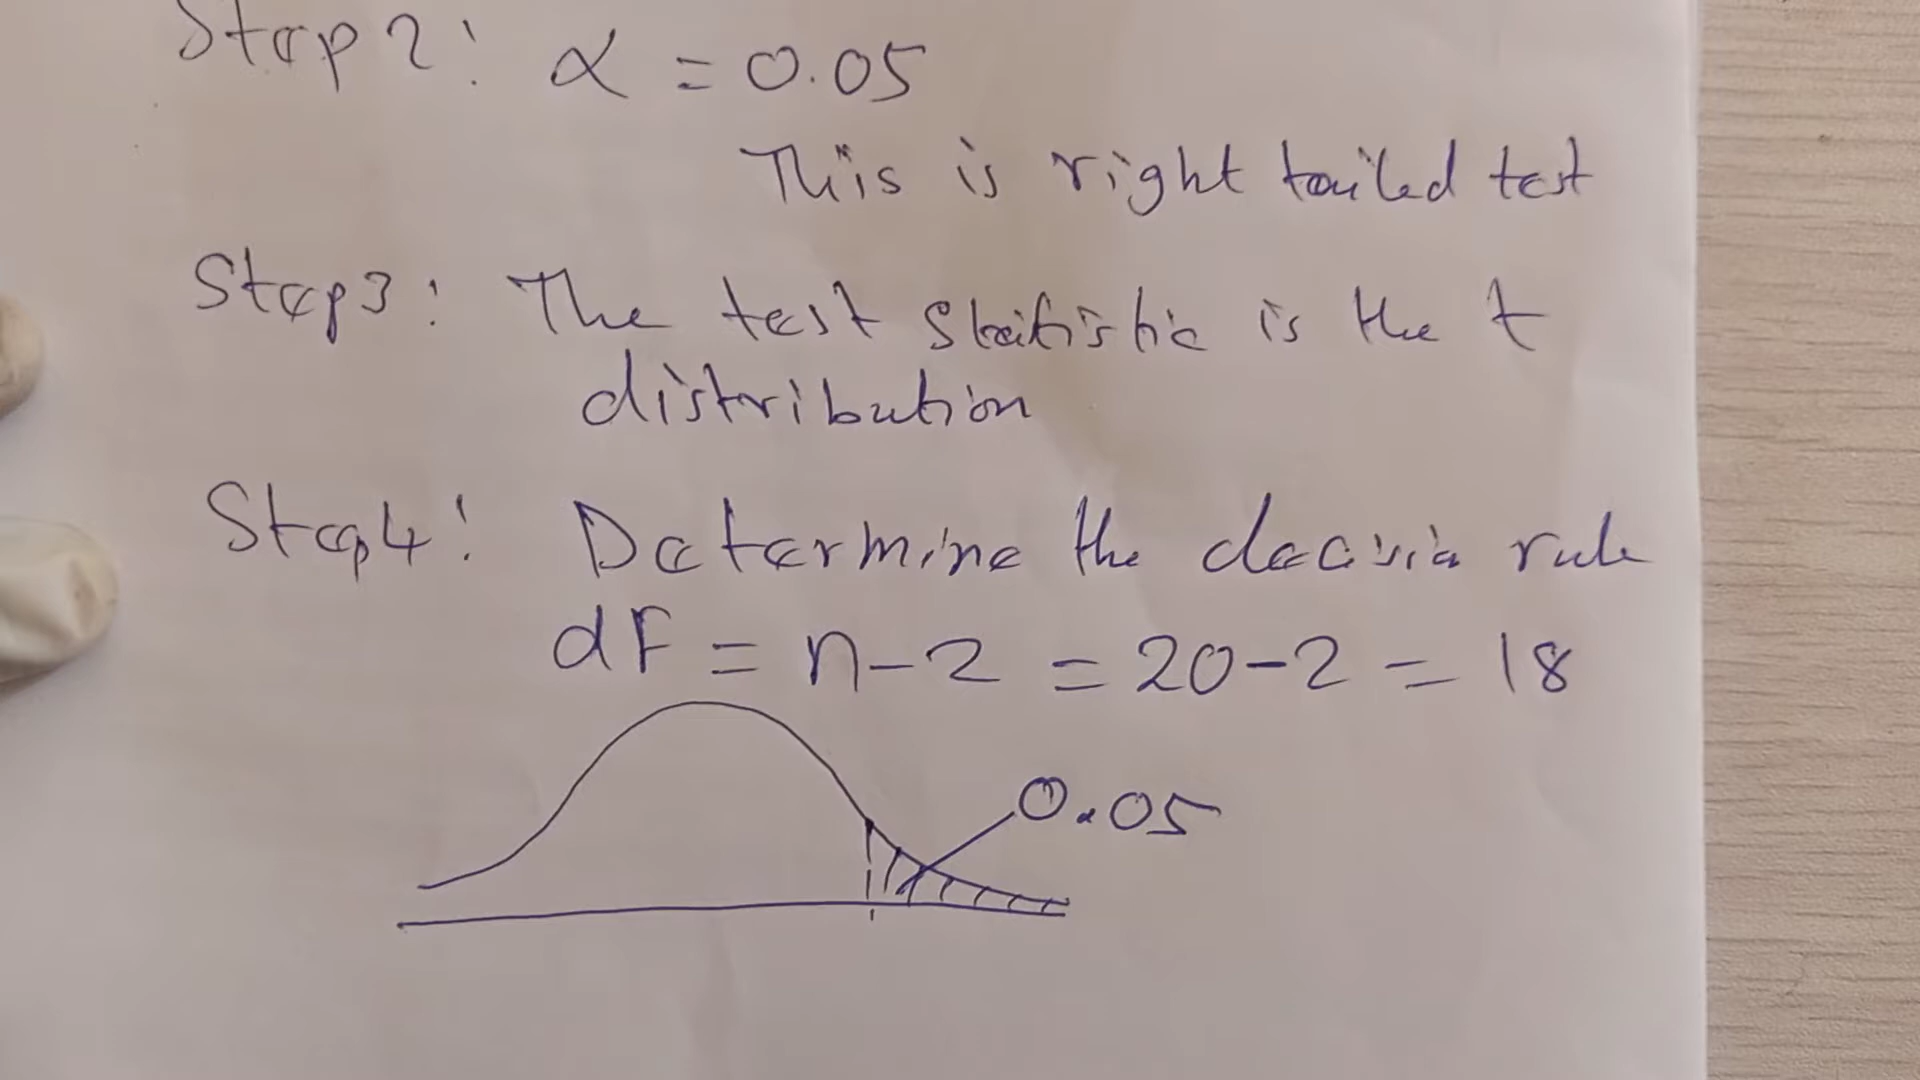 Step 2: α = 0.05
This is right tailed test
Step 3: The test statistic is the t
distribution
Step 4: Determine the decision rule
dF = n-2 = 20-2 = 18
0.05